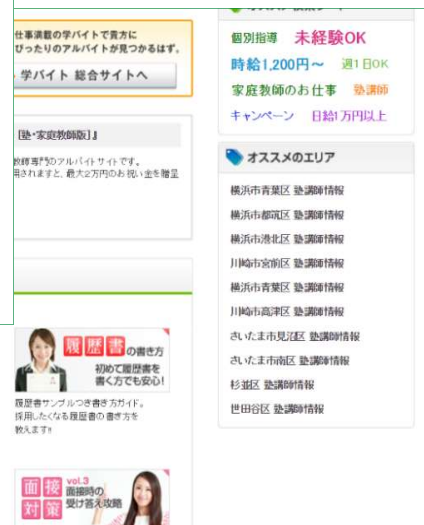 仕事満載の学バイトで貴方に
ぴったりのアルバイトが見つかるはず。
学バイト 総合サイトへ
[塾・家庭教師版]』
教師専門のアルバイトサイトです。
用されますと、最大2万円のお祝い金を贈呈
履歴書の書き方
初めて履歴書を
書く方でも安心!
履歴書サンプルつき書き方ガイド。
採用したくなる履歴書の書き方を
教えます!!
面接対策
vol.3
面接時の
受け答え攻略
個別指導 未経験OK
時給1,200円～ 週1日OK
家庭教師のお仕事 塾講師
キャンペーン 日給1万円以上
オススメのエリア
横浜市青葉区 塾講師情報
横浜市都筑区 塾講師情報
横浜市港北区 塾講師情報
川崎市宮前区 塾講師情報
横浜市青葉区 塾講師情報
川崎市高津区 塾講師情報
さいたま市見沼区 塾講師情報
さいたま市南区 塾講師情報
杉並区 塾講師情報
世田谷区 塾講師情報